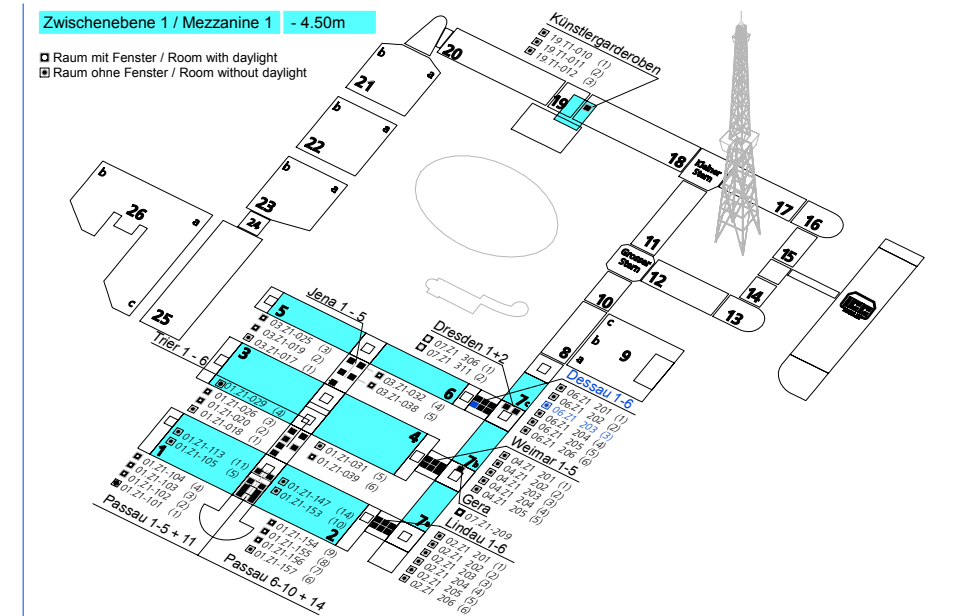 Zwischenebene 1 / Mezzanine 1 - 4.50m
Raum mit Fenster / Room with daylight
Raum ohne Fenster / Room without daylight
Künstlergarderoben
19 T1-010 (1)
19 T1-011 (2)
19 T1-012 (3)
b
a
21
20
19
b
a
22
18
Kleiner
Stern
17
16
b
a
23
24
b
a
26
c
25
11
Grosser
Stern
12
15
14
13
10
8
c
b
a
9
Jena 1 - 5
5
03.Z1-025 (3)
03.Z1-019 (2)
03.Z1-017 (1)
03.Z1-032 (4)
03.Z1-038 (5)
6
Dresden 1+2
07.Z1 306 (1)
07.Z1 311 (2)
7c
Trier 1 - 6
3
01.Z1-029 (4)
01.Z1-026 (3)
01.Z1-020 (2)
01.Z1-018 (1)
4
01.Z1-031 (5)
01.Z1-039 (6)
7b
Dessau 1-6
06.Z1 201 (1)
06.Z1 202 (2)
06.Z1 203 (3)
06.Z1 204 (4)
06.Z1 205 (5)
06.Z1 206 (6)
Weimar 1-5
04.Z1 201 (1)
04.Z1 202 (2)
04.Z1 203 (3)
04.Z1 204 (4)
04.Z1 205 (5)
Gera
07.Z1-209
1
01.Z1-113 (11)
01.Z1-105 (5)
01.Z1-104 (4)
01.Z1-103 (3)
01.Z1-102 (2)
01.Z1-101 (1)
Passau 1-5 + 11
01.Z1-147 (14)
01.Z1-153 (10)
2
01.Z1-154 (9)
01.Z1-155 (8)
01.Z1-156 (7)
01.Z1-157 (6)
Passau 6-10 + 14
7a
Lindau 1-6
02.Z1 201 (1)
02.Z1 202 (2)
02.Z1 203 (3)
02.Z1 204 (4)
02.Z1 205 (5)
02.Z1 206 (6)